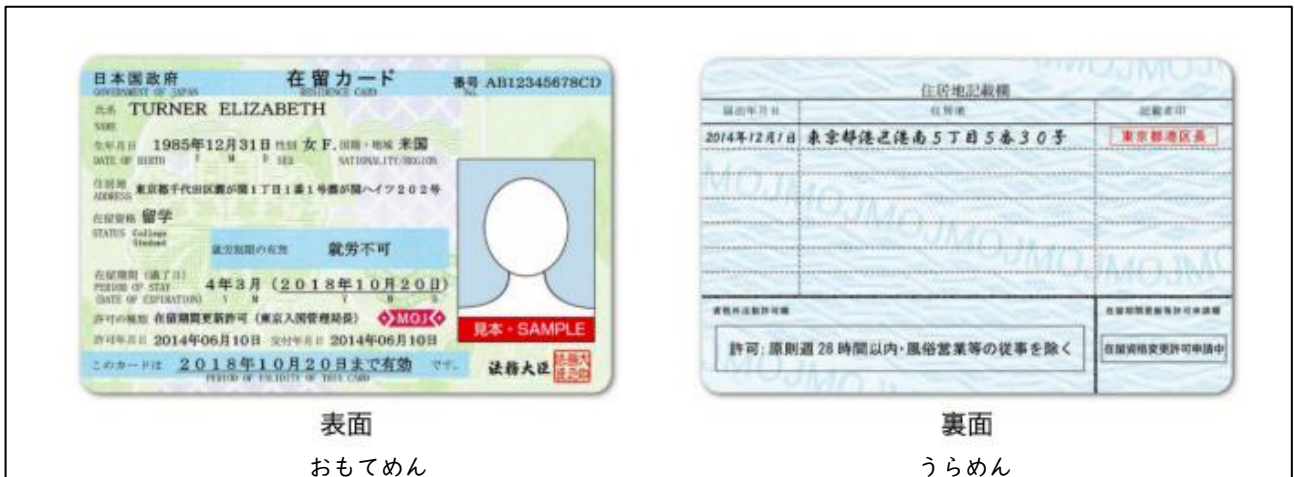 日本国政府 在留カード 番号 AB12345678CD
GOVERNMENT OF JAPAN RESIDENCE CARD No.
氏名 TURNER ELIZABETH
NAME
生年月日 1985年12月31日 性別 女 F. 国籍・地域 米国
DATE OF BIRTH Y M D SEX NATIONALITY/REGION
住居地 東京都千代田区霞が関1丁目1番1号霞が関ハイツ202号
ADDRESS
在留資格 留学
STATUS College
Student
就労制限の有無 就労不可
在留期間(満了日) 4年3月(2018年10月20日)
PERIOD OF STAY
(DATE OF EXPIRATION) Y M Y M D
許可の種類 在留期間更新許可(東京入国管理局長) MOJ
許可年月日 2014年06月10日 交付年月日 2014年06月10日
このカードは 2018年10月20日まで有効 です。
PERIOD OF VALIDITY OF THIS CARD
見本・SAMPLE
法務大臣
表面
おもてめん
住居地記載欄
届出年月日 住居地 記載者印
2014年12月1日 東京都港区港南5丁目5番30号 東京都港区長
資格外活動許可欄
許可:原則週28時間以内・風俗営業等の従事を除く
在留期間更新等許可申請欄
在留資格変更許可申請中
裏面
うらめん